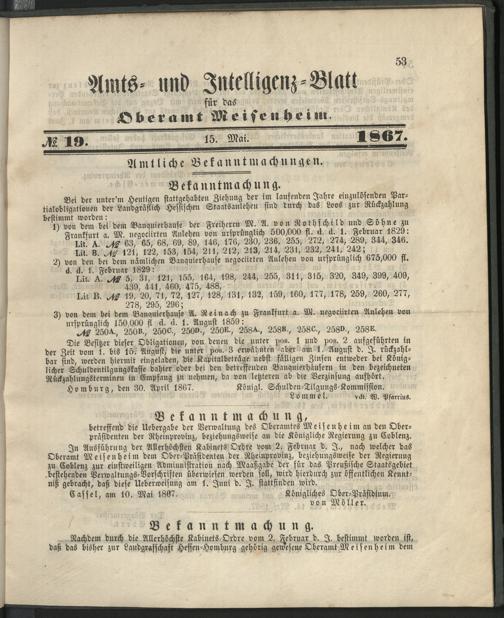 53
Amts- und Intelligenz-Blatt
für das
Oberamt Meisenheim.
№ 19. 15. Mai. 1867.
Amtliche Bekanntmachungen.
Bekanntmachung.
Bei der unter'm Heutigen stattgehabten Ziehung der im laufenden Jahre einzulösenden Par-
tialobligationen der Landgräflich Hessischen Staatsanlehen sind durch das Loos zur Rückzahlung
bestimmt worden:
1) von dem bei dem Banquierhause der Freiherrn M. A. von Rothschild und Söhne zu
Frankfurt a. M. negocirten Anlehen von ursprünglich 500,000 fl. d. d. 1. Februar 1829:
Lit. A. № 63, 65, 68, 69, 89, 146, 176, 230, 236, 255, 272, 274, 289, 344, 346.
Lit. B. № 121, 122, 153, 154, 211, 212, 213, 214, 231, 232, 241, 242;
2) von den bei dem nämlichen Banquierhause negociirten Anlehen von ursprünglich 675,000 fl.
d. d. 1. Februar 1829:
Lit A. № 5, 31, 121, 155, 164, 198, 244, 255, 311, 315, 320, 349, 399, 409,
439, 441, 460, 475, 488,
Lit B. № 19, 20, 71, 72, 127, 128, 131, 132, 159, 160, 177, 178, 259, 260, 277,
278, 295, 296;
3) von dem bei dem Banquierhause A. Reinach zu Frankfurt a. M. negociirten Anlehen von
ursprünglich 150,000 fl. d. d. 1. August 1859:
№ 250A, 250B, 250C, 250D, 250E, 258A, 258B, 258C, 258D, 258E.
Die Besitzer dieser Obligationen, von denen die unter pos. 1 und pos. 2 aufgeführten in
der Zeit vom 1. bis 15. August, die unter pos. 3 erwähnten aber am 1. August d. J. rückzahl-
bar sind, werden hiermit eingeladen, die Kapitalbeträge nebst fälligen Zinsen entweder bei König-
licher Schuldentilgungskasse dahier oder bei den betreffenden Banquierhäusern in den bezeichneten
Rückzahlungsterminen in Empfang zu nehmen, da von letzteren ab die Verzinsung aufhört.
Homburg, den 30. April 1867. Königl. Schulden-Tilgungs-Kommission.
Lommel. vdt. W. Pfarrius.
Bekanntmachung,
betreffend die Uebergabe der Verwaltung des Oberamtes Meisenheim an den Ober-
präsidenten der Rheinprovinz, beziehungsweise an die Königliche Regierung zu Coblenz.
In Ausführung der Allerhöchsten Kabinets-Ordre vom 2. Februar d. J., nach welcher das
Oberamt Meisenheim dem Ober-Präsidenten der Rheinprovinz, beziehungsweise der Regierung
zu Coblenz zur einstweiligen Administration nach Maaßgabe der für das Preußische Staatsgebiet
bestehenden Verwaltungs-Vorschriften überwiesen werden soll, wird hierdurch zur öffentlichen Kennt-
niß gebracht, daß diese Ueberweisung am 1. Juni d. J. stattfinden wird.
Cassel, am 10. Mai 1867. Königliches Ober-Präsidium.
von Möller.
Bekanntmachung.
Nachdem durch die Allerhöchste Kabinets-Ordre vom 2. Februar d. J. bestimmt worden ist,
daß das bisher zur Landgrafschaft Hessen-Homburg gehörig gewesene Oberamt Meisenheim dem